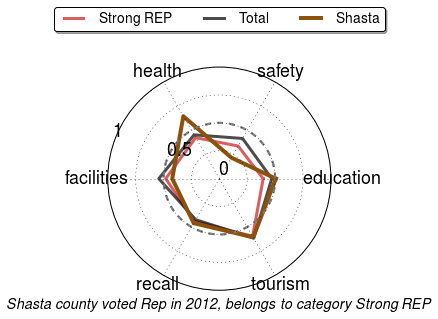 Strong REP Total Shasta
health safety
1
0.5
0
facilities education
recall tourism
Shasta county voted Rep in 2012, belongs to category Strong REP